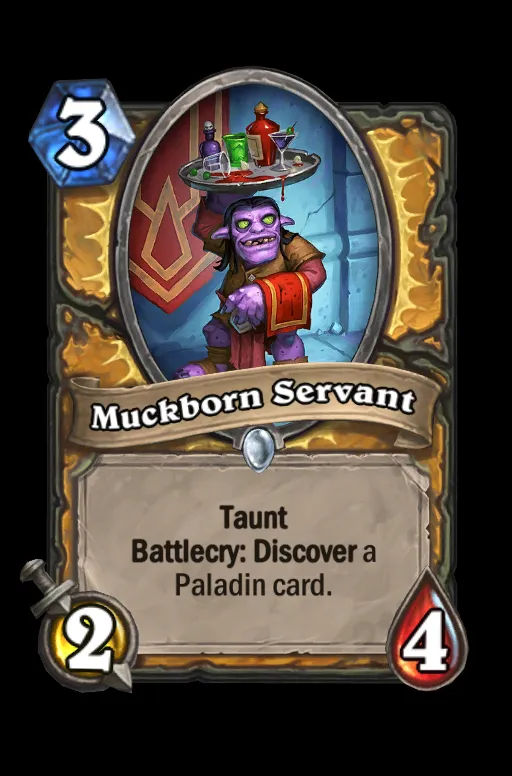 3
Muckborn Servant
Taunt
Battlecry: Discover a
Paladin card.
2
4